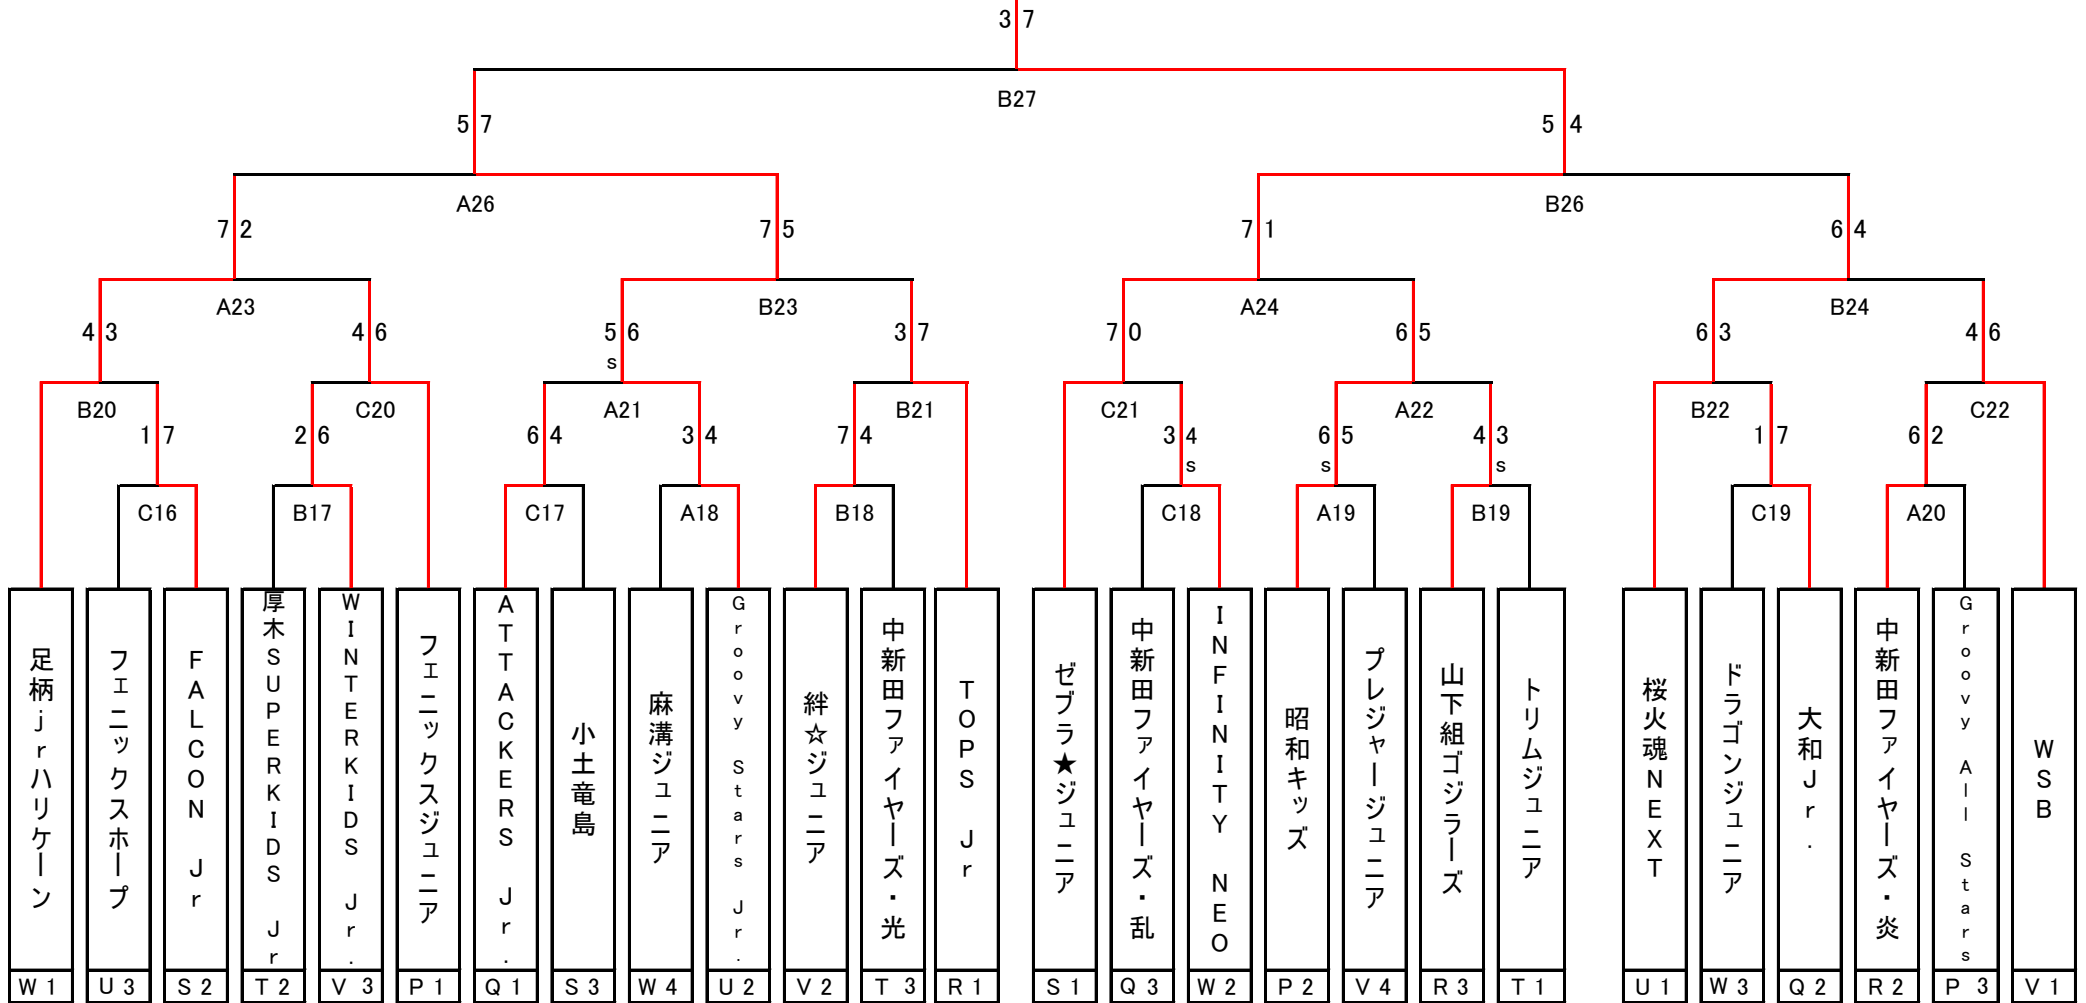 3 7
B27
5 7
5 4
A26
B26
7 2
7 5
7 1
6 4
A23
B23
A24
B24
4 3
4 6
5 6
3 7
7 0
6 5
6 3
4 6
s
B20
C20
A21
B21
C21
A22
B22
C22
1 7
2 6
6 4
3 4
7 4
3 4
6 5
4 3
1 7
6 2
s
s
s
C16
B17
C17
A18
B18
C18
A19
B19
C19
A20
足柄jrハリケーン
フェニックスホープ
FALCON Jr
厚木SUPERKIDS Jr
WINTERKIDS Jr.
フェニックスジュニア
ATTACKERS Jr.
小土竜島
麻溝ジュニア
Groovy Stars Jr.
絆☆ジュニア
中新田ファイヤーズ・光
TOPS Jr
ゼブラ★ジュニア
中新田ファイヤーズ・乱
INFINITY NEO
昭和キッズ
プレジャージュニア
山下組ゴジラーズ
トリムジュニア
桜火魂NEXT
ドラゴンジュニア
大和Jr.
中新田ファイヤーズ・炎
Groovy All Stars
WSB
W1
U3
S2
T2
V3
P1
Q1
S3
W4
U2
V2
T3
R1
S1
Q3
W2
P2
V4
R3
T1
U1
W3
Q2
R2
P3
V1